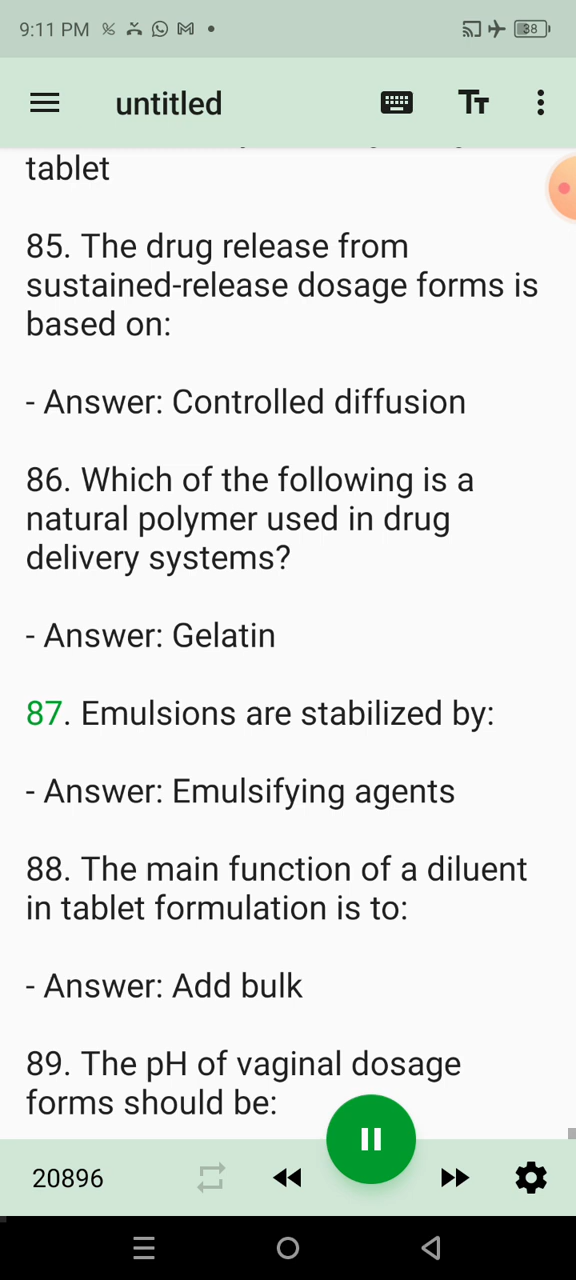 9:11 PM
38
untitled
tablet
85. The drug release from
sustained-release dosage forms is
based on:
- Answer: Controlled diffusion
86. Which of the following is a
natural polymer used in drug
delivery systems?
- Answer: Gelatin
87. Emulsions are stabilized by:
- Answer: Emulsifying agents
88. The main function of a diluent
in tablet formulation is to:
- Answer: Add bulk
89. The pH of vaginal dosage
forms should be:
20896